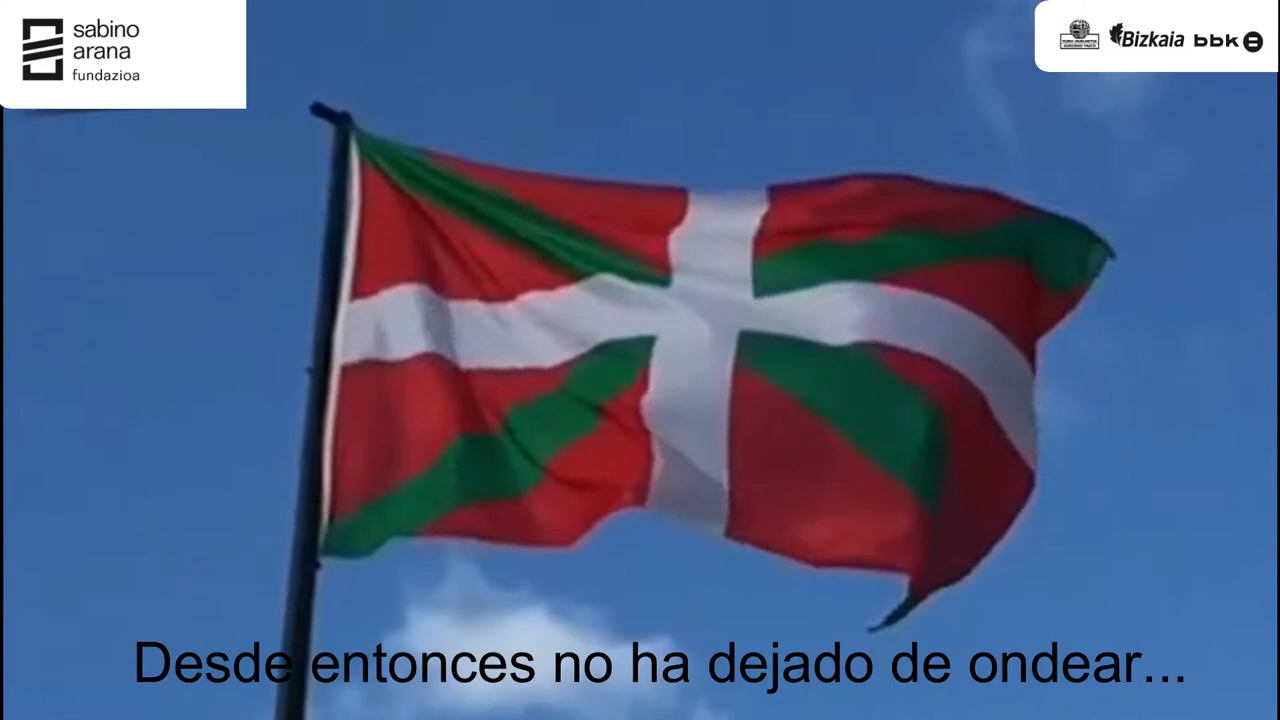 sabino
arana
fundazioa
Bizkaia bbk
Desde entonces no ha dejado de ondear...